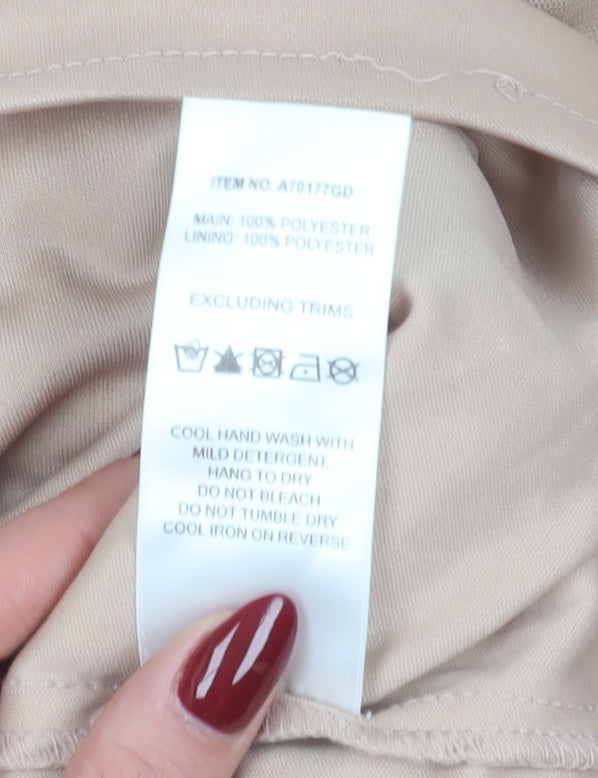 ITEM NO. A70177GD
MAIN: 100% POLYESTER
LINING: 100% POLYESTER
EXCLUDING TRIMS
COOL HAND WASH WITH
MILD DETERGENT,
HANG TO DRY
DO NOT BLEACH
DO NOT TUMBLE DRY
COOL IRON ON REVERSE